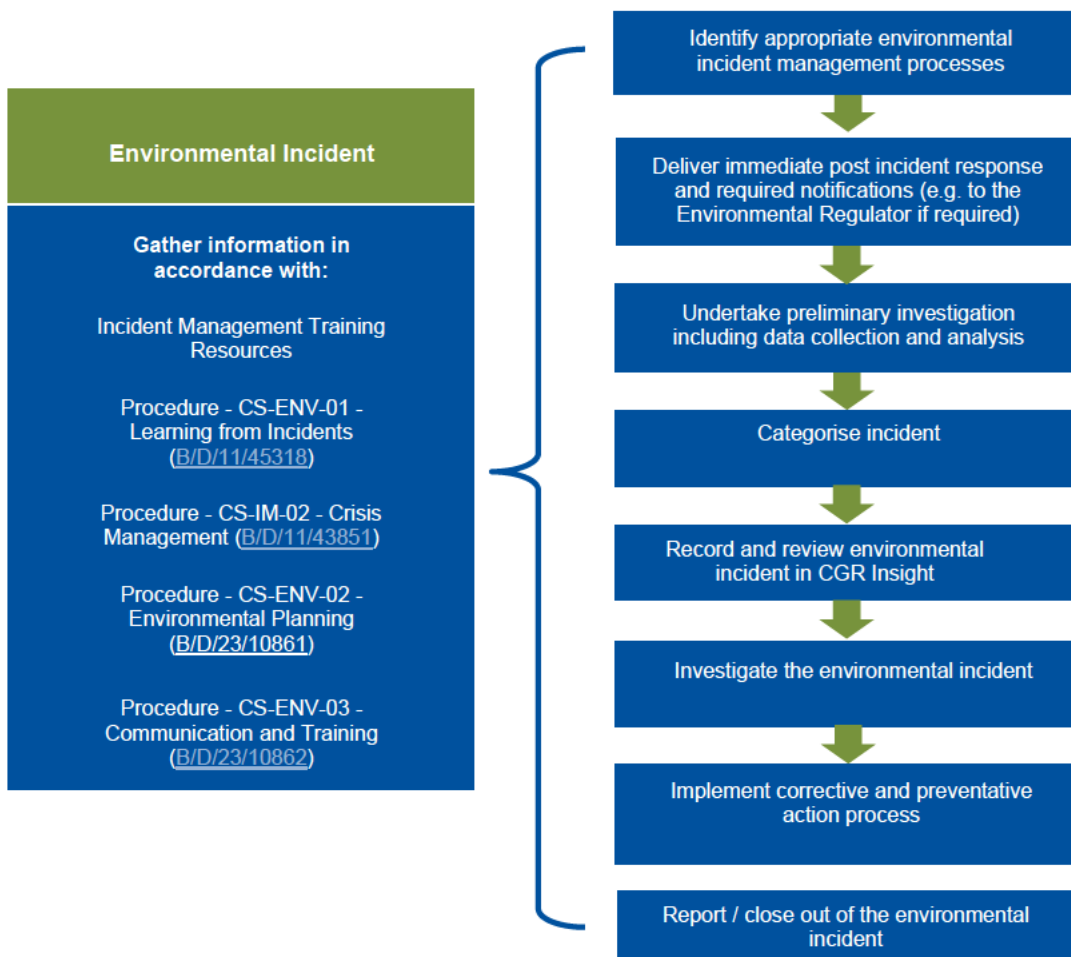 Environmental Incident
Gather information in
accordance with:
Incident Management Training
Resources
Procedure - CS-ENV-01 -
Learning from Incidents
(B/D/11/45318)
Procedure - CS-IM-02 - Crisis
Management (B/D/11/43851)
Procedure - CS-ENV-02 -
Environmental Planning
(B/D/23/10861)
Procedure - CS-ENV-03 -
Communication and Training
(B/D/23/10862)
Identify appropriate environmental
incident management processes
Deliver immediate post incident response
and required notifications (e.g. to the
Environmental Regulator if required)
Undertake preliminary investigation
including data collection and analysis
Categorise incident
Record and review environmental
incident in CGR Insight
Investigate the environmental incident
Implement corrective and preventative
action process
Report / close out of the environmental
incident